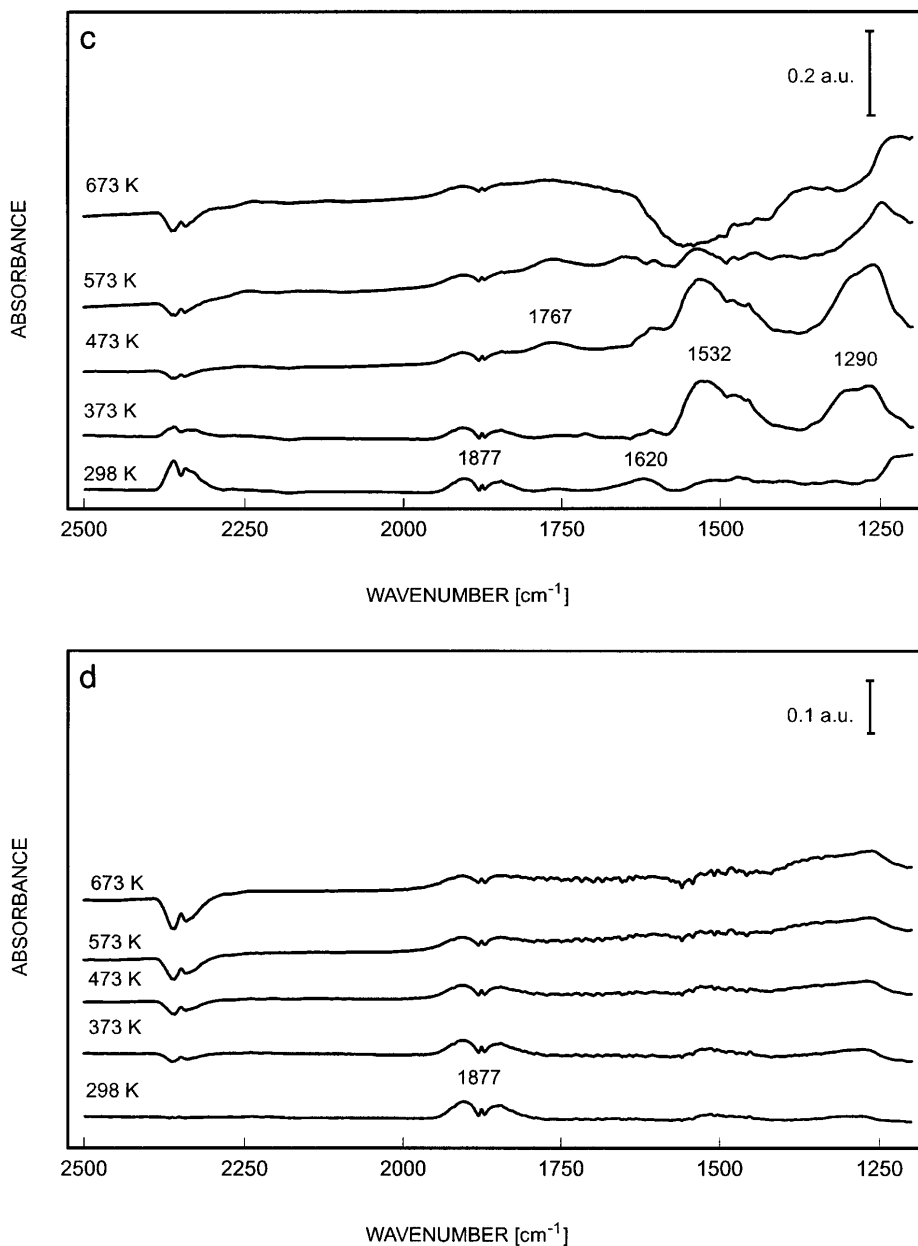 c
0.2 a.u.
673 K
573 K
473 K
1767
1532
1290
373 K
298 K
1877
1620
ABSORBANCE
2500
2250
2000
1750
1500
1250
WAVENUMBER [cm⁻¹]
d
0.1 a.u.
673 K
573 K
473 K
373 K
298 K
1877
ABSORBANCE
2500
2250
2000
1750
1500
1250
WAVENUMBER [cm⁻¹]